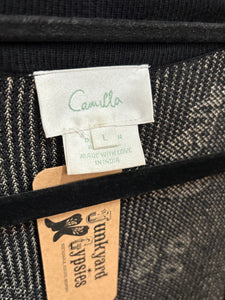 Camilla
L
MADE WITH LOVE
IN INDIA
Junkyard
Gypsies